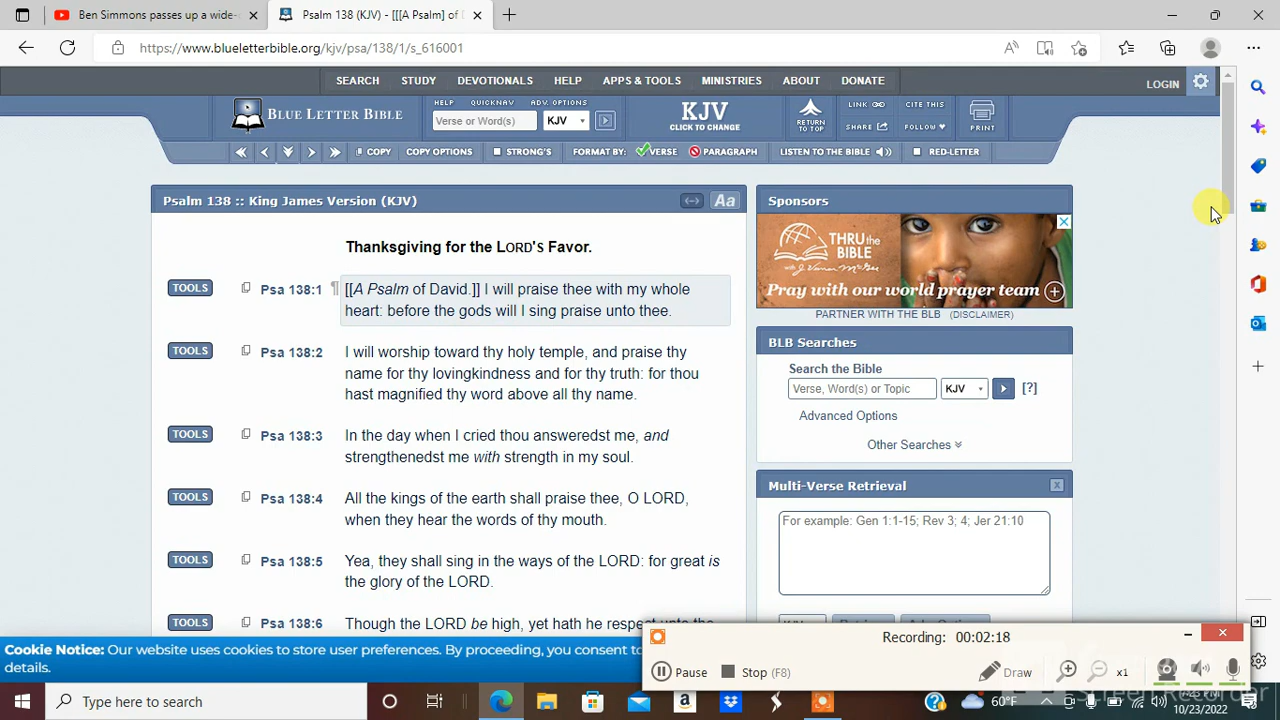 Ben Simmons passes up a wide-
Psalm 138 (KJV) - [[[A Psalm] of D
https://www.blueletterbible.org/kjv/psa/138/1/s_616001
SEARCH STUDY DEVOTIONALS HELP APPS & TOOLS MINISTRIES ABOUT DONATE
LOGIN
BLUE LETTER BIBLE
HELP QUICKNAV ADV. OPTIONS
Verse or Word(s) KJV
KJV
CLICK TO CHANGE
RETURN
TO TOP
LINK
SHARE
CITE THIS
FOLLOW
PRINT
COPY COPY OPTIONS STRONG'S FORMAT BY: VERSE PARAGRAPH LISTEN TO THE BIBLE RED-LETTER
Psalm 138 :: King James Version (KJV) Aa
Thanksgiving for the LORD'S Favor.
TOOLS Psa 138:1 ¶ [[A Psalm of David.]] I will praise thee with my whole
heart: before the gods will I sing praise unto thee.
TOOLS Psa 138:2 I will worship toward thy holy temple, and praise thy
name for thy lovingkindness and for thy truth: for thou
hast magnified thy word above all thy name.
TOOLS Psa 138:3 In the day when I cried thou answeredst me, and
strengthenedst me with strength in my soul.
TOOLS Psa 138:4 All the kings of the earth shall praise thee, O LORD,
when they hear the words of thy mouth.
TOOLS Psa 138:5 Yea, they shall sing in the ways of the LORD: for great is
the glory of the LORD.
TOOLS Psa 138:6 Though the LORD be high, yet hath he respect unto the
Sponsors
THRU the
BIBLE
with J. Vernon McGee
Pray with our world prayer team
PARTNER WITH THE BLB (DISCLAIMER)
BLB Searches
Search the Bible
Verse, Word(s) or Topic KJV [?]
Advanced Options
Other Searches
Multi-Verse Retrieval x
For example: Gen 1:1-15; Rev 3; 4; Jer 21:10
Cookie Notice: Our website uses cookies to store user preferences. By proceeding, you consent to
details.
Recording: 00:02:18
Pause Stop (F8) Draw x1
Type here to search
60°F
10/23/2022